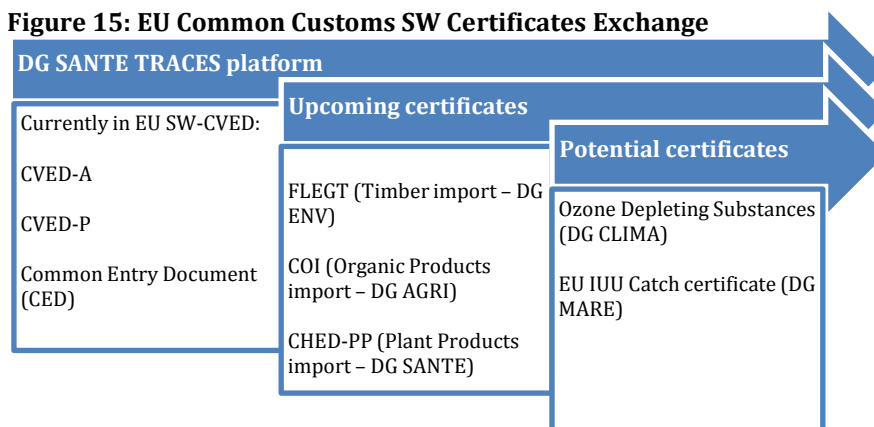 Figure 15: EU Common Customs SW Certificates Exchange
DG SANTE TRACES platform
Currently in EU SW-CVED:
CVED-A
CVED-P
Common Entry Document
(CED)
Upcoming certificates
FLEGT (Timber import – DG
ENV)
COI (Organic Products
import – DG AGRI)
CHED-PP (Plant Products
import – DG SANTE)
Potential certificates
Ozone Depleting Substances
(DG CLIMA)
EU IUU Catch certificate (DG
MARE)